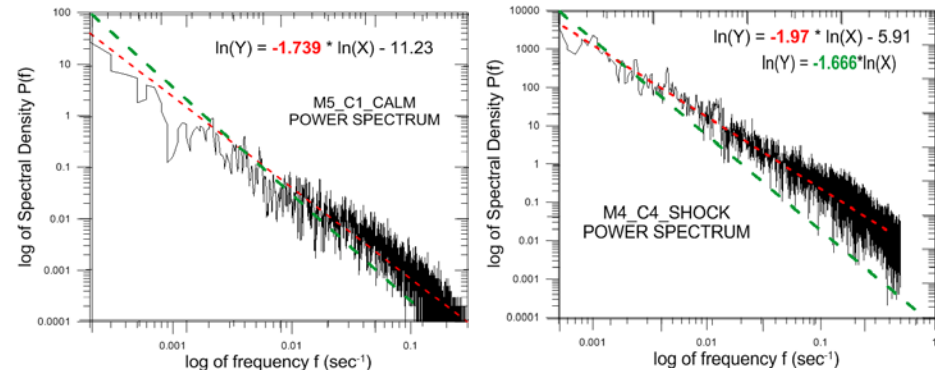 100
10
1
0.1
0.01
0.001
0.0001
log of Spectral Density P(f)
ln(Y) = -1.739 * ln(X) - 11.23
M5_C1_CALM
POWER SPECTRUM
0.001
0.01
0.1
log of frequency f (sec⁻¹)
10000
1000
100
10
1
0.1
0.01
0.001
0.0001
log of Spectral Density P(f)
ln(Y) = -1.97 * ln(X) - 5.91
ln(Y) = -1.666*ln(X)
M4_C4_SHOCK
POWER SPECTRUM
0.001
0.01
0.1
1
log of frequency f (sec⁻¹)